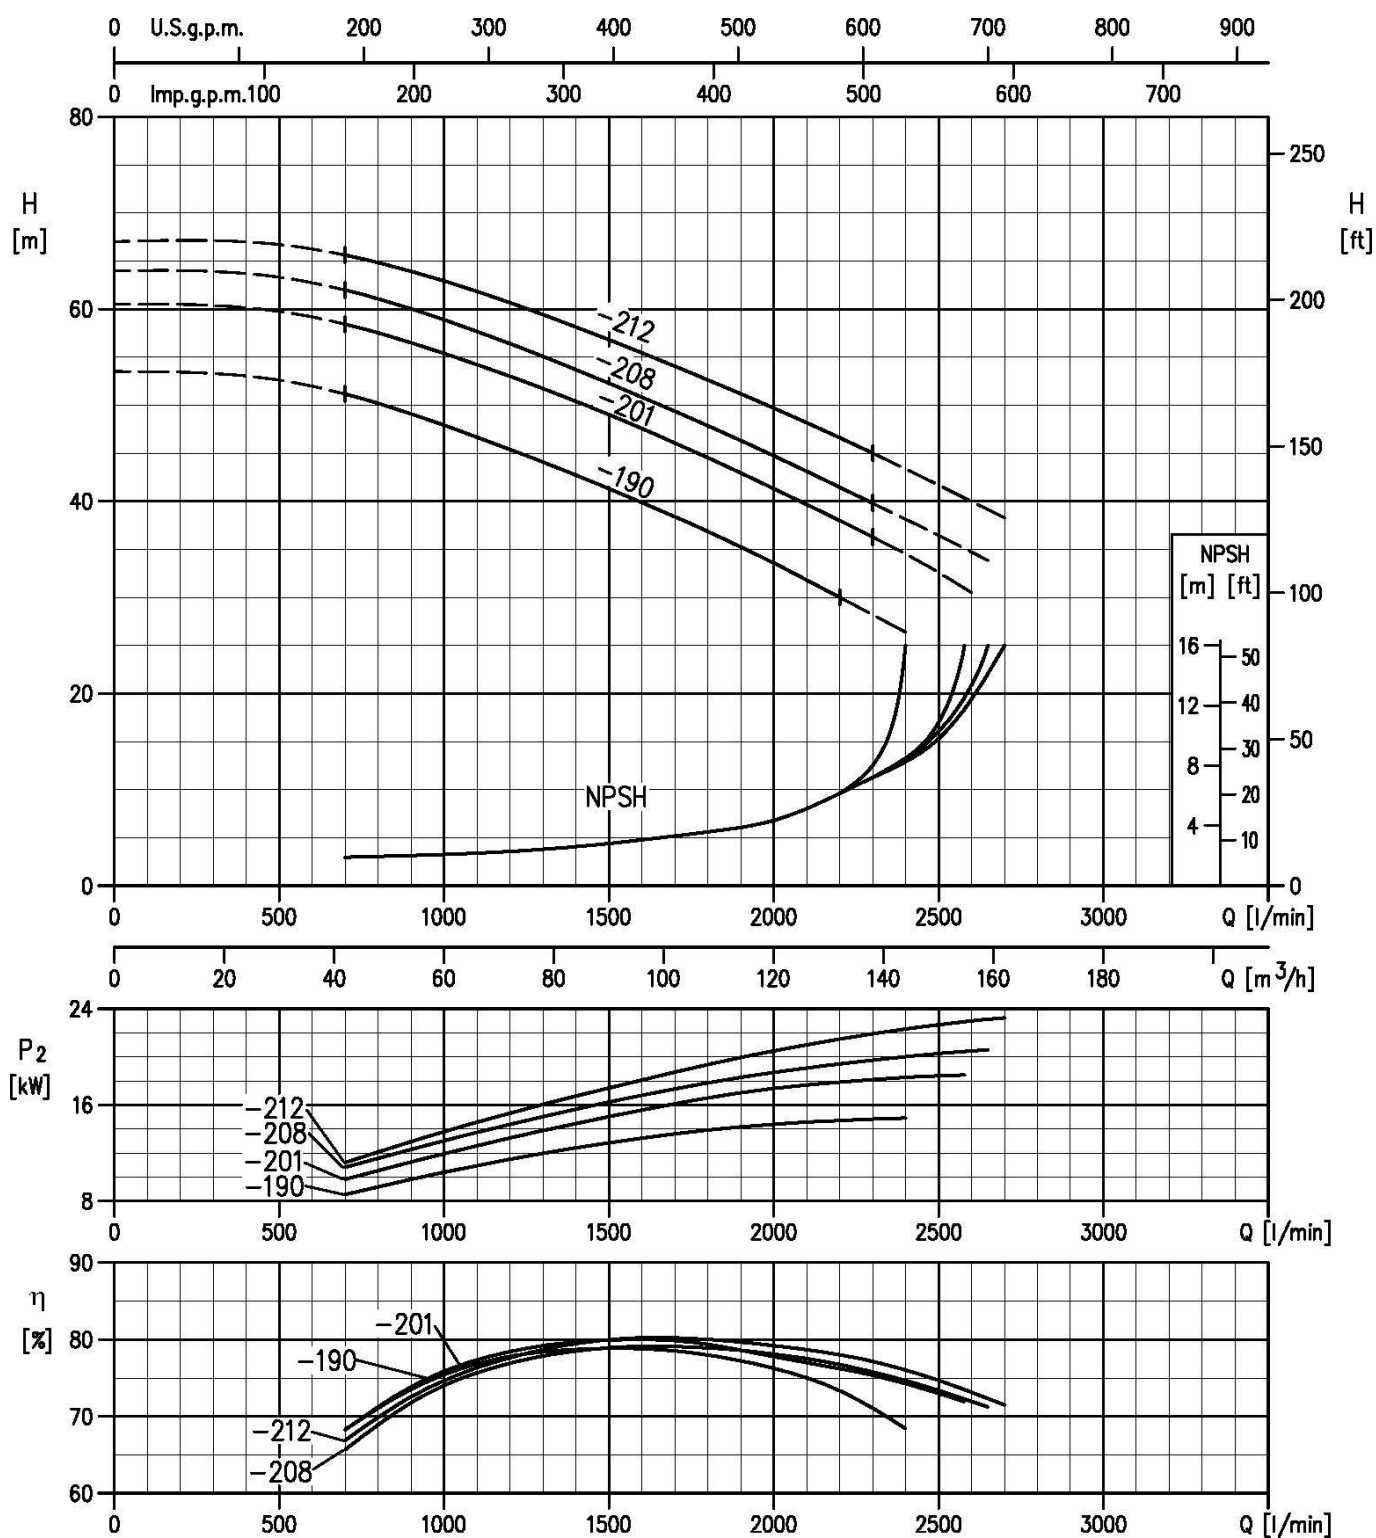 0 U.S.g.p.m. 200 300 400 500 600 700 800 900
0 Imp.g.p.m. 100 200 300 400 500 600 700
80
250
H
[m]
H
[ft]
200
60
-212
-208
-201
150
-190
40
NPSH
[m] [ft]
100
16
50
20
12
40
50
8
30
NPSH
20
4
10
0
0
0 500 1000 1500 2000 2500 3000 Q [l/min]
0 20 40 60 80 100 120 140 160 180 Q [m³/h]
24
P2
[kW]
16
-212
-208
-201
-190
8
0 500 1000 1500 2000 2500 3000 Q [l/min]
90
η
[%]
80
-201
-190
70
-212
-208
60
0 500 1000 1500 2000 2500 3000 Q [l/min]